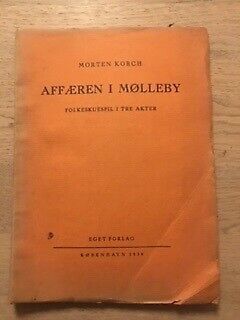 MORTEN KORCH
AFFÆREN I MØLLEBY
FOLKESKUESPIL I TRE AKTER
EGET FORLAG
KØBENHAVN